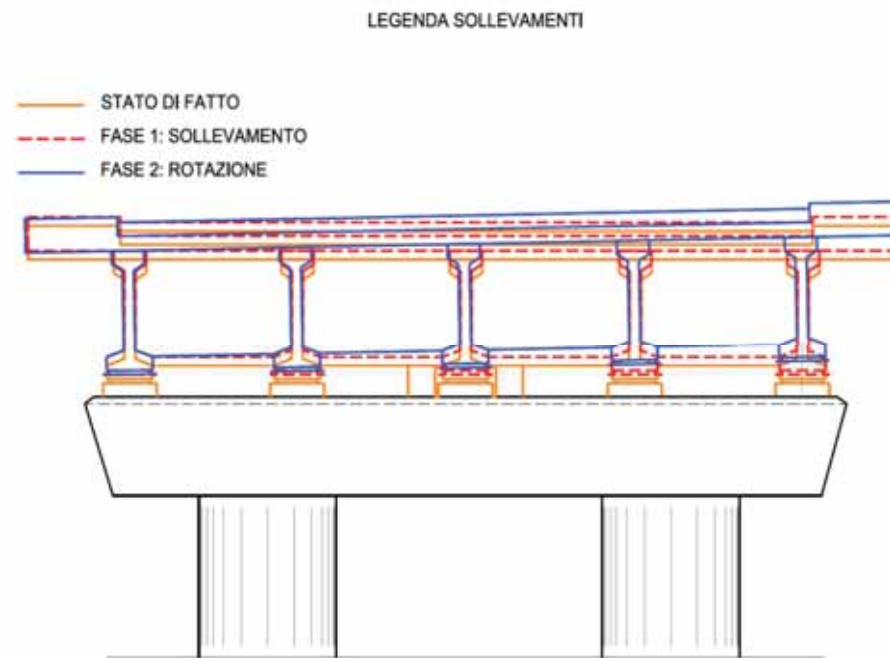 LEGENDA SOLLEVAMENTI
STATO DI FATTO
FASE 1: SOLLEVAMENTO
FASE 2: ROTAZIONE